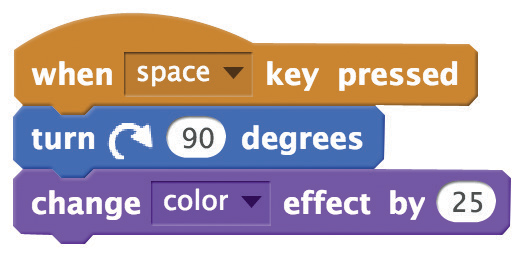 when space key pressed
turn 90 degrees
change color effect by 25